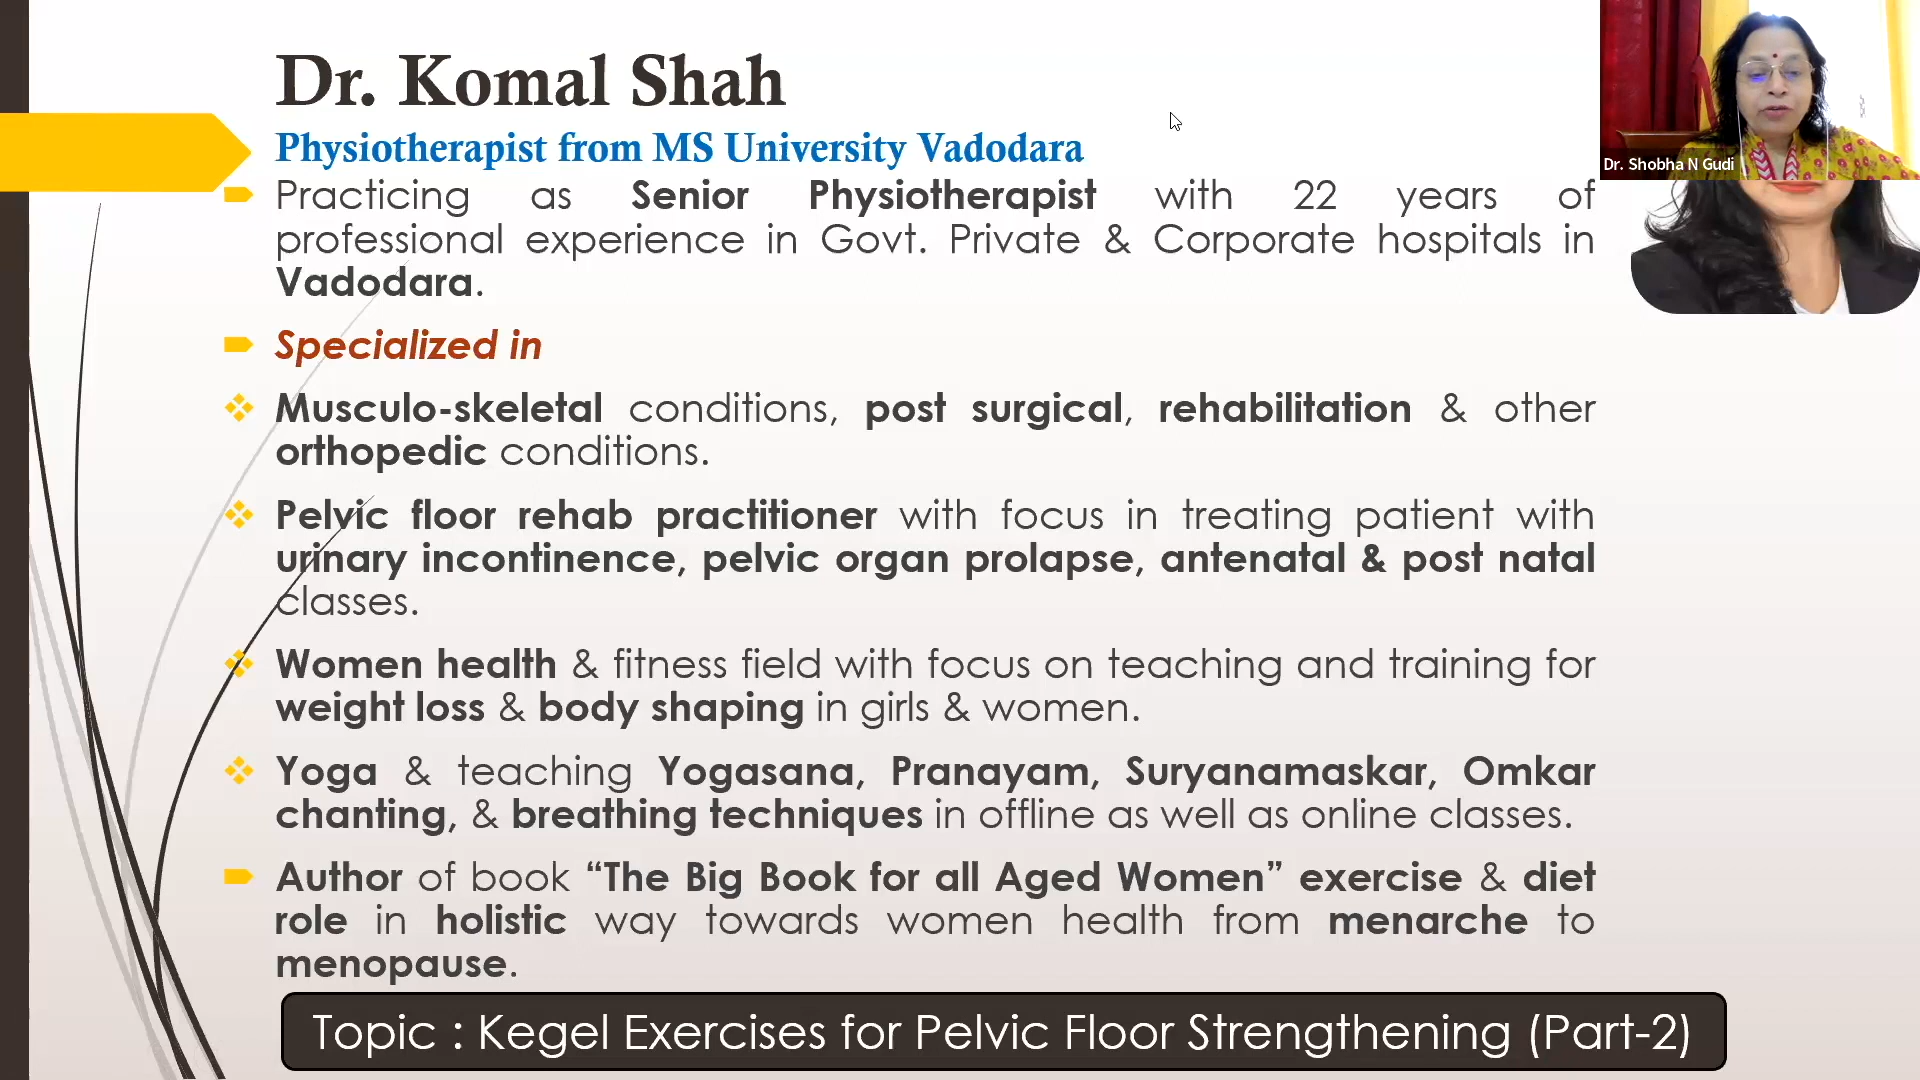 Dr. Komal Shah
Physiotherapist from MS University Vadodara
Dr. Shobha N Gudi
Practicing as Senior Physiotherapist with 22 years of
professional experience in Govt. Private & Corporate hospitals in
Vadodara.
Specialized in
Musculo-skeletal conditions, post surgical, rehabilitation & other
orthopedic conditions.
Pelvic floor rehab practitioner with focus in treating patient with
urinary incontinence, pelvic organ prolapse, antenatal & post natal
classes.
Women health & fitness field with focus on teaching and training for
weight loss & body shaping in girls & women.
Yoga & teaching Yogasana, Pranayam, Suryanamaskar, Omkar
chanting, & breathing techniques in offline as well as online classes.
Author of book “The Big Book for all Aged Women” exercise & diet
role in holistic way towards women health from menarche to
menopause.
Topic : Kegel Exercises for Pelvic Floor Strengthening (Part-2)